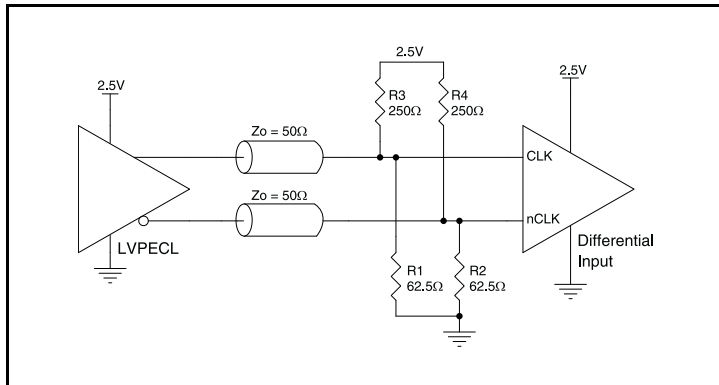 2.5V
2.5V
2.5V
R3
250Ω
R4
250Ω
Zo = 50Ω
CLK
Zo = 50Ω
nCLK
LVPECL
Differential
Input
R1
62.5Ω
R2
62.5Ω